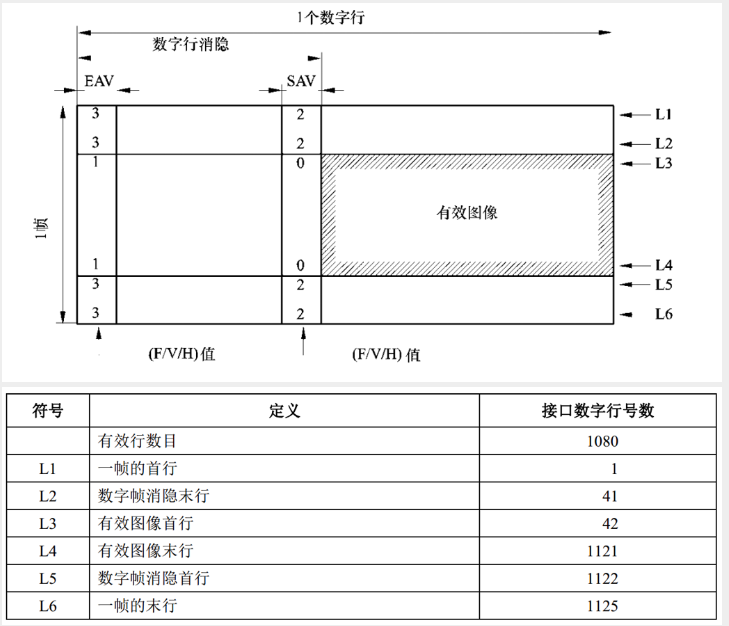 1个数字行
数字行消隐
EAV SAV
3 2 L1
3 2 L2
1 0 L3
有效图像
1帧
1 0 L4
3 2 L5
3 2 L6
(F/V/H)值 (F/V/H)值
符号 定义 接口数字行号数
有效行数目 1080
L1 一帧的首行 1
L2 数字帧消隐末行 41
L3 有效图像首行 42
L4 有效图像末行 1121
L5 数字帧消隐首行 1122
L6 一帧的末行 1125